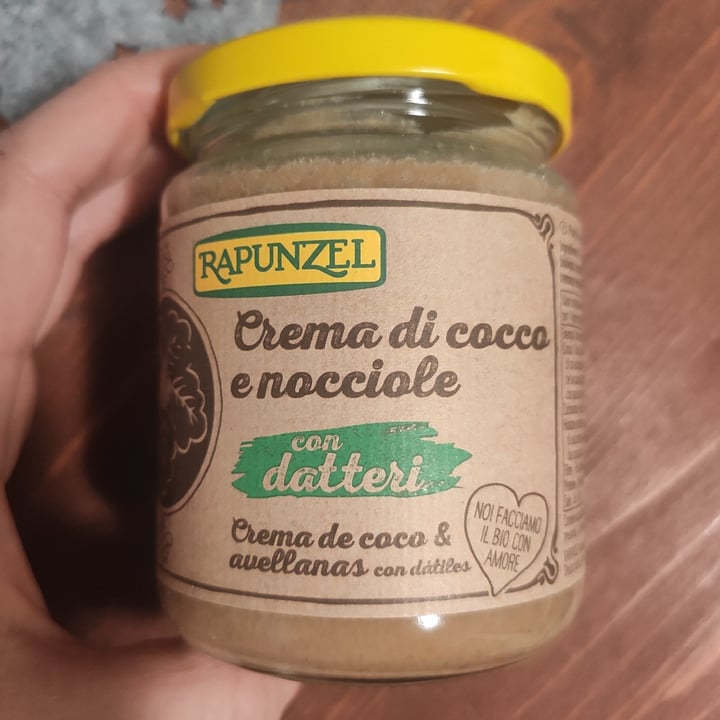 RAPUNZEL
Crema di cocco
e nocciole
con
datteri
Crema de coco &
avellanas con dátiles
NOI FACCIAMO
IL BIO CON
AMORE